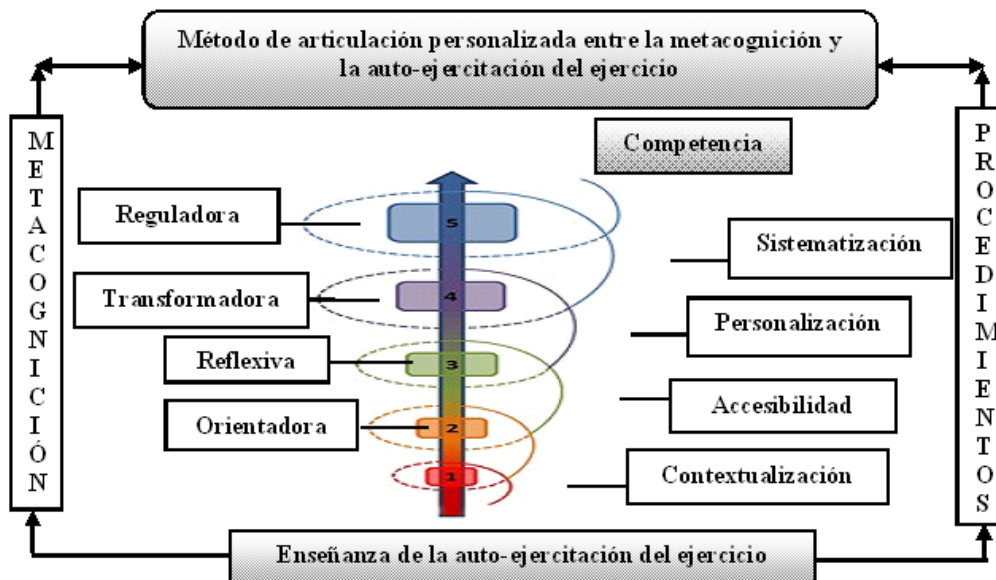 Método de articulación personalizada entre la metacognición y
la auto-ejercitación del ejercicio
METACOGNICIÓN
PROCEDIMIENTOS
Competencia
Reguladora
5
Sistematización
Transformadora
4
Personalización
Reflexiva
3
Accesibilidad
Orientadora
2
Contextualización
1
Enseñanza de la auto-ejercitación del ejercicio